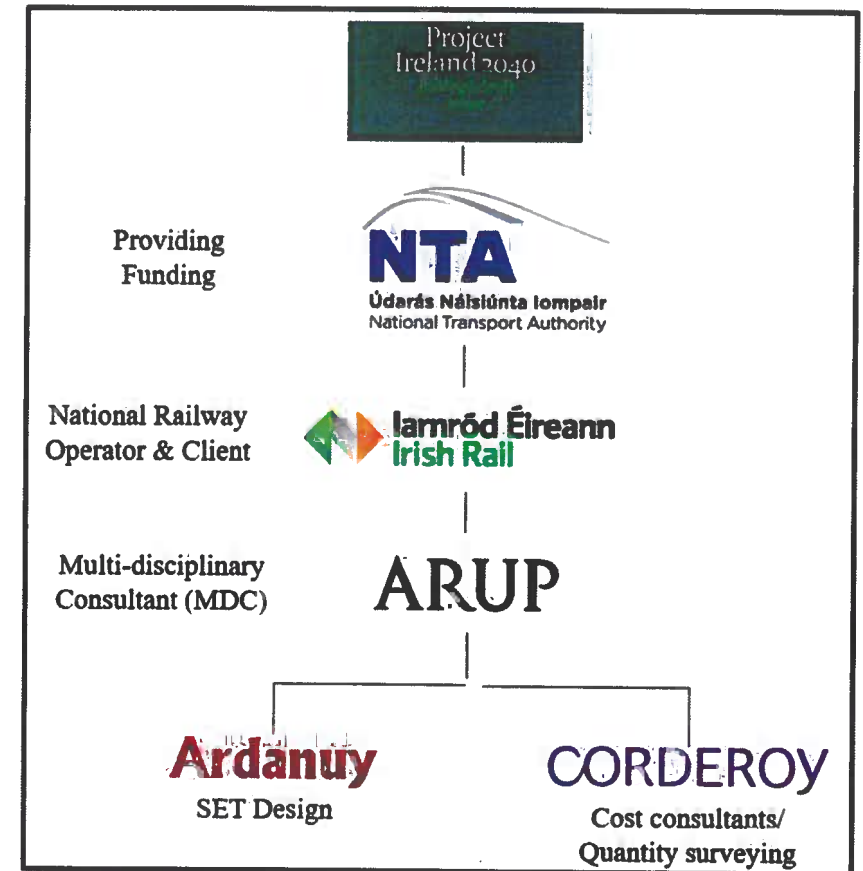 Project
Ireland 2040
Providing
Funding
NTA
Údarás Náisiúnta Iompair
National Transport Authority
National Railway
Operator & Client
Iarnród Éireann
Irish Rail
Multi-disciplinary
Consultant (MDC)
ARUP
Ardanuy
SET Design
CORDEROY
Cost consultants/
Quantity surveying